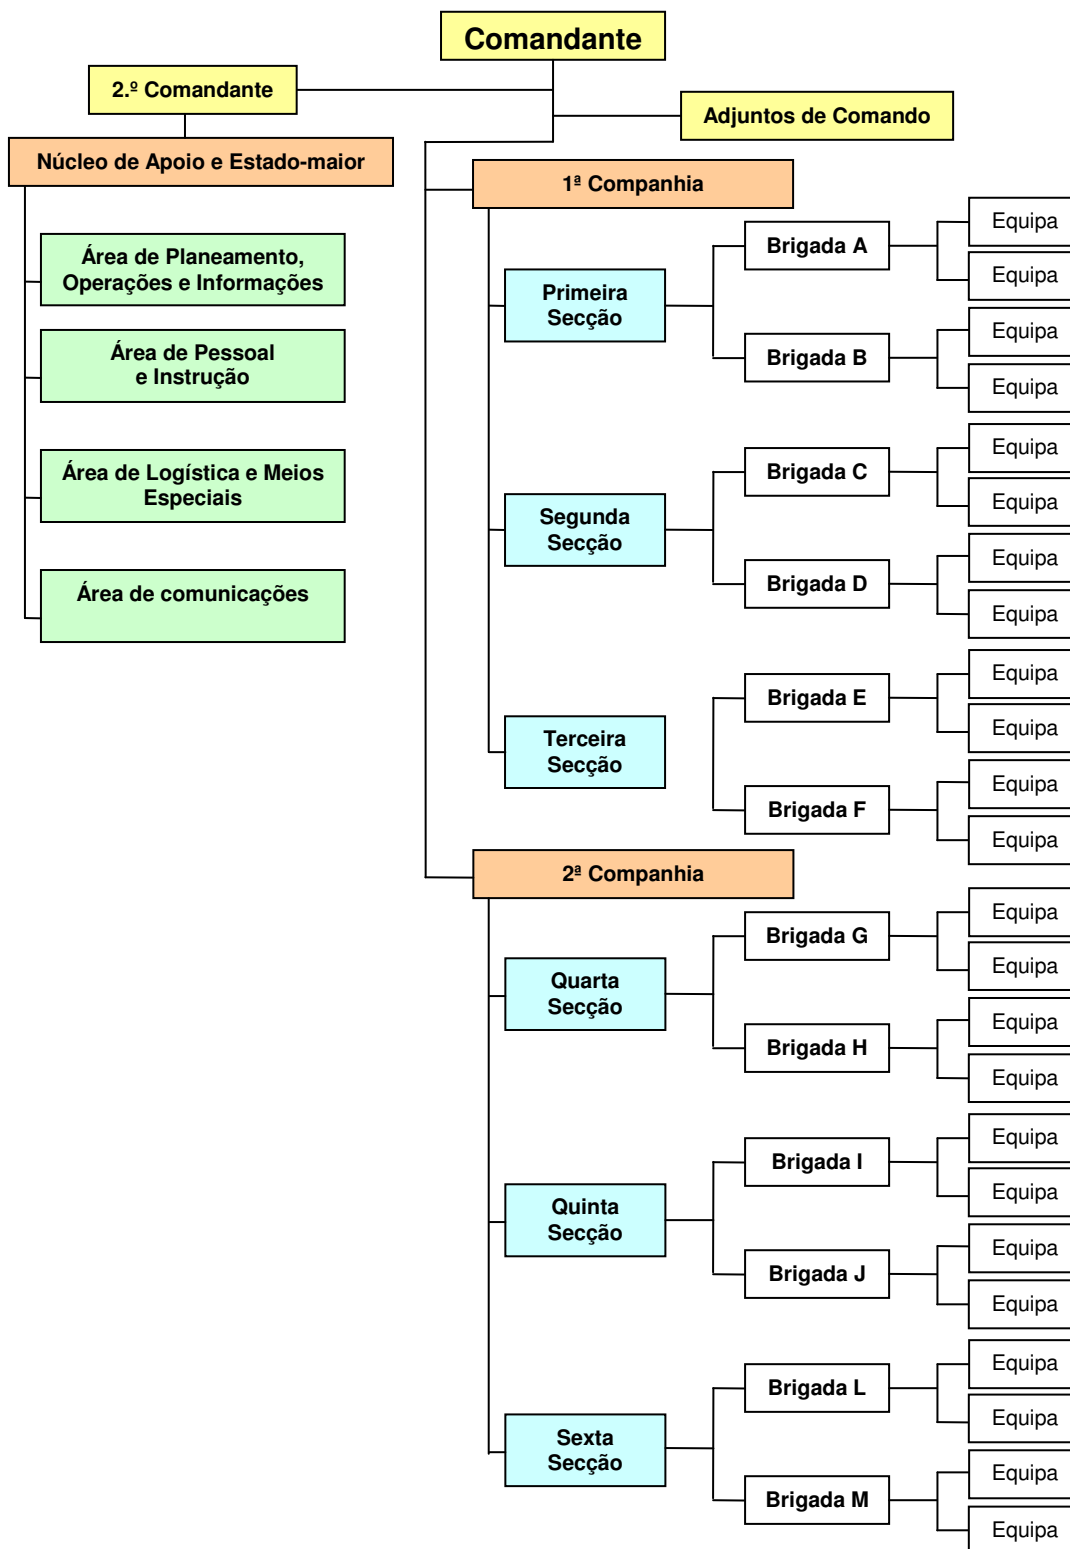 Comandante
2.º Comandante
Adjuntos de Comando
Núcleo de Apoio e Estado-maior
Área de Planeamento,
Operações e Informações
Área de Pessoal
e Instrução
Área de Logística e Meios
Especiais
Área de comunicações
1ª Companhia
Primeira
Secção
Brigada A
Equipa
Equipa
Brigada B
Equipa
Equipa
Segunda
Secção
Brigada C
Equipa
Equipa
Brigada D
Equipa
Equipa
Terceira
Secção
Brigada E
Equipa
Equipa
Brigada F
Equipa
Equipa
2ª Companhia
Quarta
Secção
Brigada G
Equipa
Equipa
Brigada H
Equipa
Equipa
Quinta
Secção
Brigada I
Equipa
Equipa
Brigada J
Equipa
Equipa
Sexta
Secção
Brigada L
Equipa
Equipa
Brigada M
Equipa
Equipa